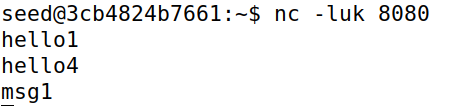 seed@3cb4824b7661:~$ nc -luk 8080
hello1
hello4
msg1